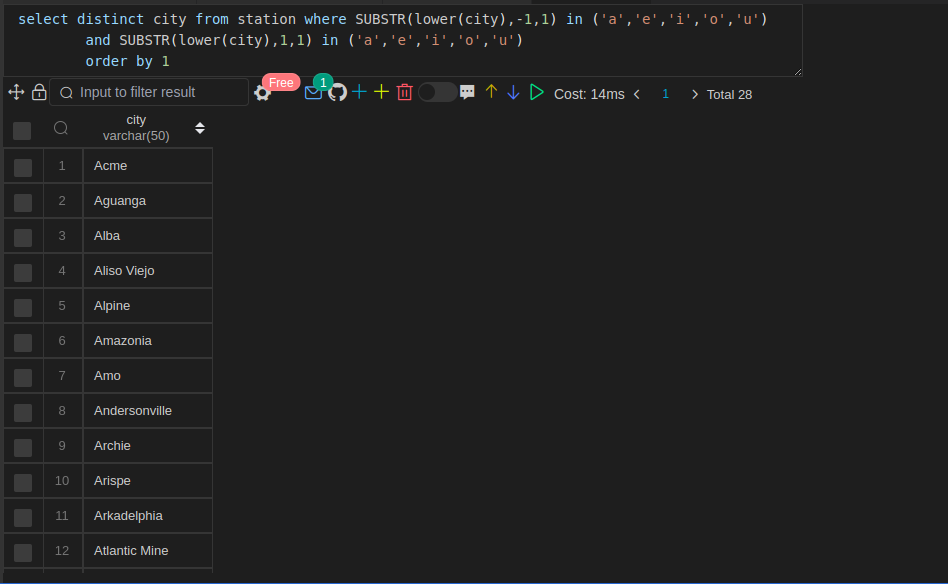 select distinct city from station where SUBSTR(lower(city),-1,1) in ('a','e','i','o','u')
and SUBSTR(lower(city),1,1) in ('a','e','i','o','u')
order by 1
Input to filter result Free 1 Cost: 14ms 1 Total 28
city
varchar(50)
1 Acme
2 Aguanga
3 Alba
4 Aliso Viejo
5 Alpine
6 Amazonia
7 Amo
8 Andersonville
9 Archie
10 Arispe
11 Arkadelphia
12 Atlantic Mine